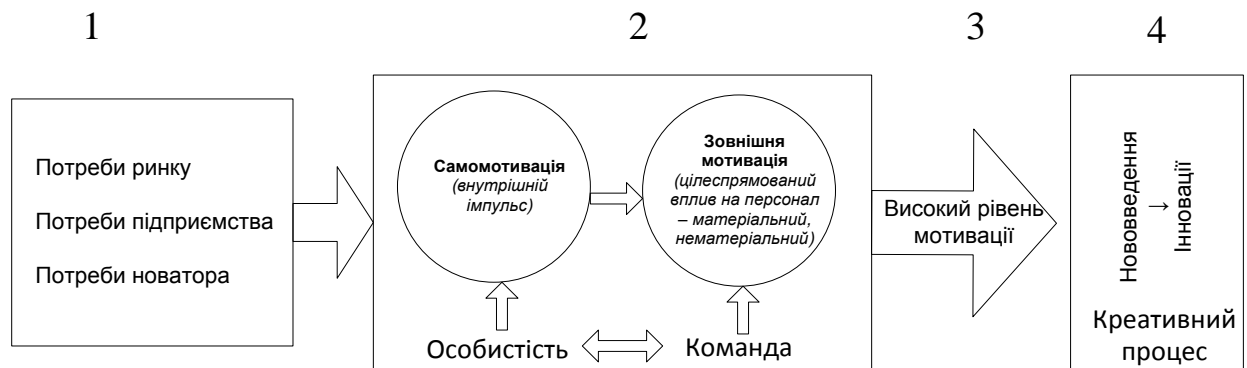 1
2
3
4
Потреби ринку
Потреби підприємства
Потреби новатора
Самомотивація
(внутрішній
імпульс)
Зовнішня
мотивація
(цілеспрямований
вплив на персонал
– матеріальний,
нематеріальний)
Особистість
Команда
Високий рівень
мотивації
Нововведення
→
Інновації
Креативний
процес